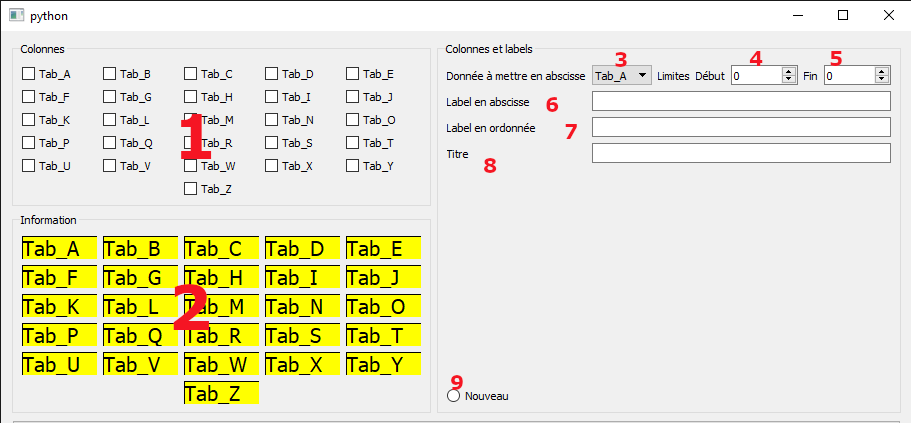 python
Colonnes
Tab_A Tab_B Tab_C Tab_D Tab_E
Tab_F Tab_G Tab_H Tab_I Tab_J
Tab_K Tab_L Tab_M Tab_N Tab_O
1
Tab_P Tab_Q Tab_R Tab_S Tab_T
Tab_U Tab_V Tab_W Tab_X Tab_Y
Tab_Z
Information
Tab_A Tab_B Tab_C Tab_D Tab_E
Tab_F Tab_G Tab_H Tab_I Tab_J
Tab_K Tab_L Tab_M Tab_N Tab_O
2
Tab_P Tab_Q Tab_R Tab_S Tab_T
Tab_U Tab_V Tab_W Tab_X Tab_Y
Tab_Z
Colonnes et labels
3 4 5
Donnée à mettre en abscisse Tab_A Limites Début 0 Fin 0
Label en abscisse 6
Label en ordonnée 7
Titre 8
9
Nouveau